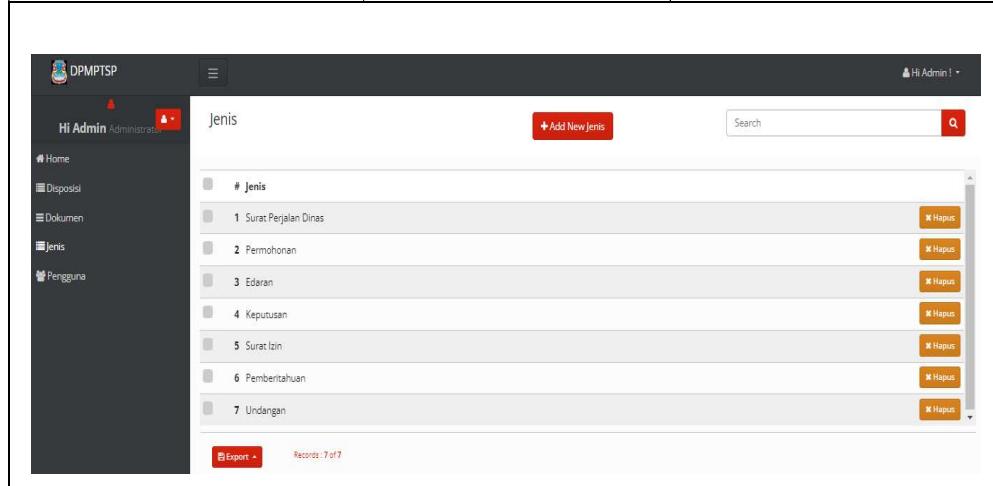 DPMPTSP
Hi Admin !
Hi Admin Administrator
Home
Disposisi
Dokumen
Jenis
Pengguna
Jenis
+ Add New Jenis
Search
# Jenis
1 Surat Perjalan Dinas Hapus
2 Permohonan Hapus
3 Edaran Hapus
4 Keputusan Hapus
5 Surat Izin Hapus
6 Pemberitahuan Hapus
7 Undangan Hapus
Export
Records : 7 of 7